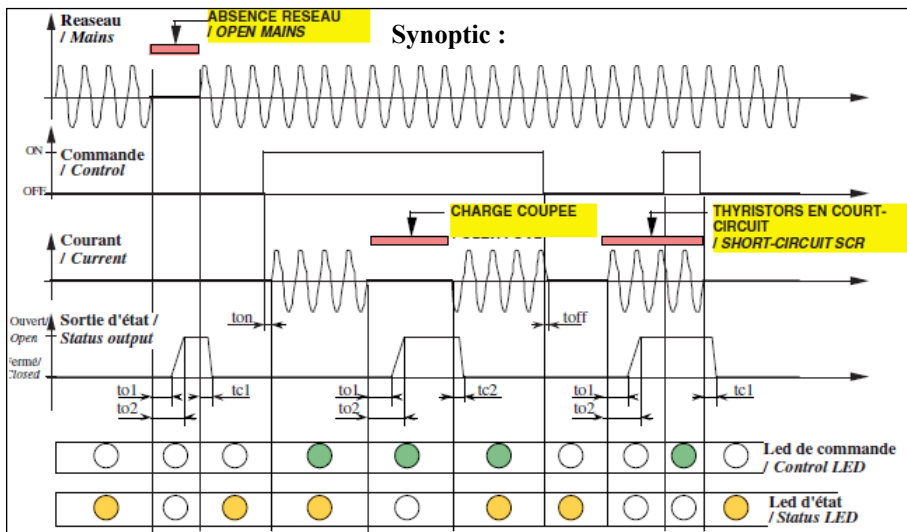 Reaseau
/ Mains
ABSENCE RESEAU
/ OPEN MAINS
Synoptic :
ON
Commande
/ Control
OFF
CHARGE COUPEE
THYRISTORS EN COURT-
CIRCUIT
/ SHORT-CIRCUIT SCR
Courant
/ Current
ton
toff
Ouvert/
Open
Sortie d'état /
Status output
Fermé/
Closed
to1
tc1
to1
tc2
to1
tc1
to2
to2
to2
Led de commande
/ Control LED
Led d'état
/ Status LED